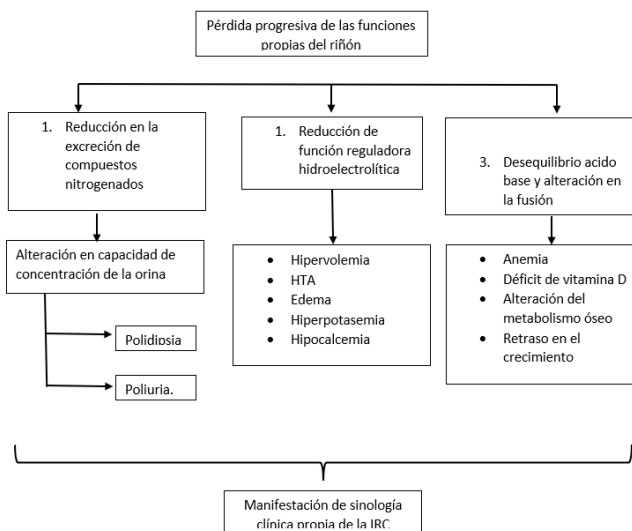 Pérdida progresiva de las funciones
propias del riñón
1. Reducción en la
excreción de
compuestos
nitrogenados
1. Reducción de
función reguladora
hidroelectrolítica
3. Desequilibrio acido
base y alteración en
la fusión
Alteración en capacidad de
concentración de la orina
Polidipsia
Poliuria.
• Hipervolemia
• HTA
• Edema
• Hiperpotasemia
• Hipocalcemia
• Anemia
• Déficit de vitamina D
• Alteración del
metabolismo óseo
• Retraso en el
crecimiento
Manifestación de sinología
clínica propia de la IRC